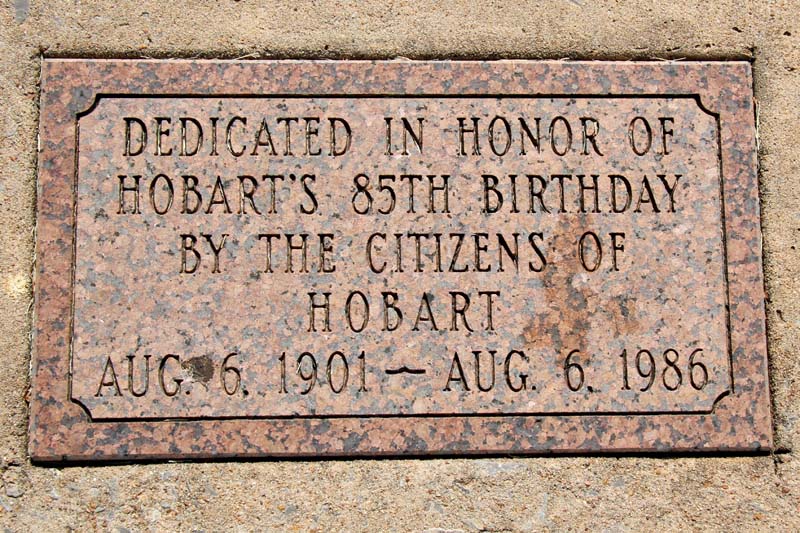 DEDICATED IN HONOR OF
HOBART'S 85TH BIRTHDAY
BY THE CITIZENS OF
HOBART
AUG. 6, 1901 — AUG. 6, 1986